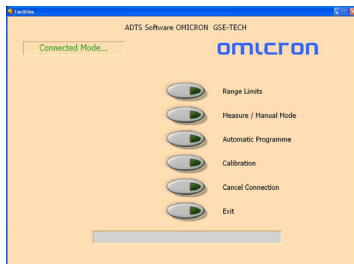 Facilities
ADTS Software OMICRON GSE-TECH
Connected Mode...
omicron
Range Limits
Measure / Manual Mode
Automatic Programme
Calibration
Cancel Connection
Exit